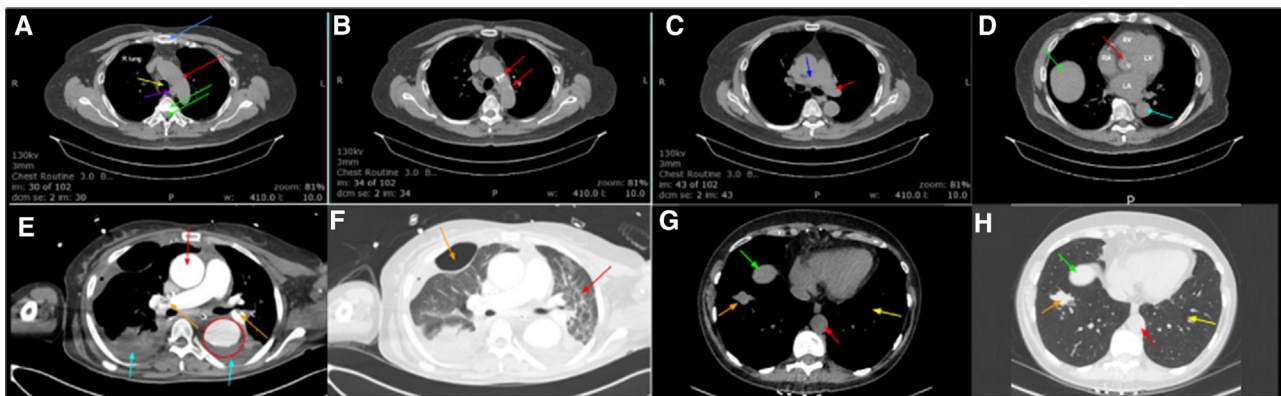 A
R lung
R
L
130kv
3mm
Chest Routine 3.0 B...
im: 30 of 102
dcm se: 2 im: 30
P
w: 410.0
zoom: 81%
l: 10.0
B
R
L
130kv
3mm
Chest Routine 3.0 B..
im: 34 of 102
dcm se: 2 im: 34
P
w: 410.0
zoom: 81%
l: 10.0
C
R
L
130kv
3mm
Chest Routine 3.0 B..
im: 43 of 102
dcm se: 2 im: 43
P
w: 410.0
zoom: 81%
l: 10.0
D
RV
RA
LV
LA
P
E
F
G
H